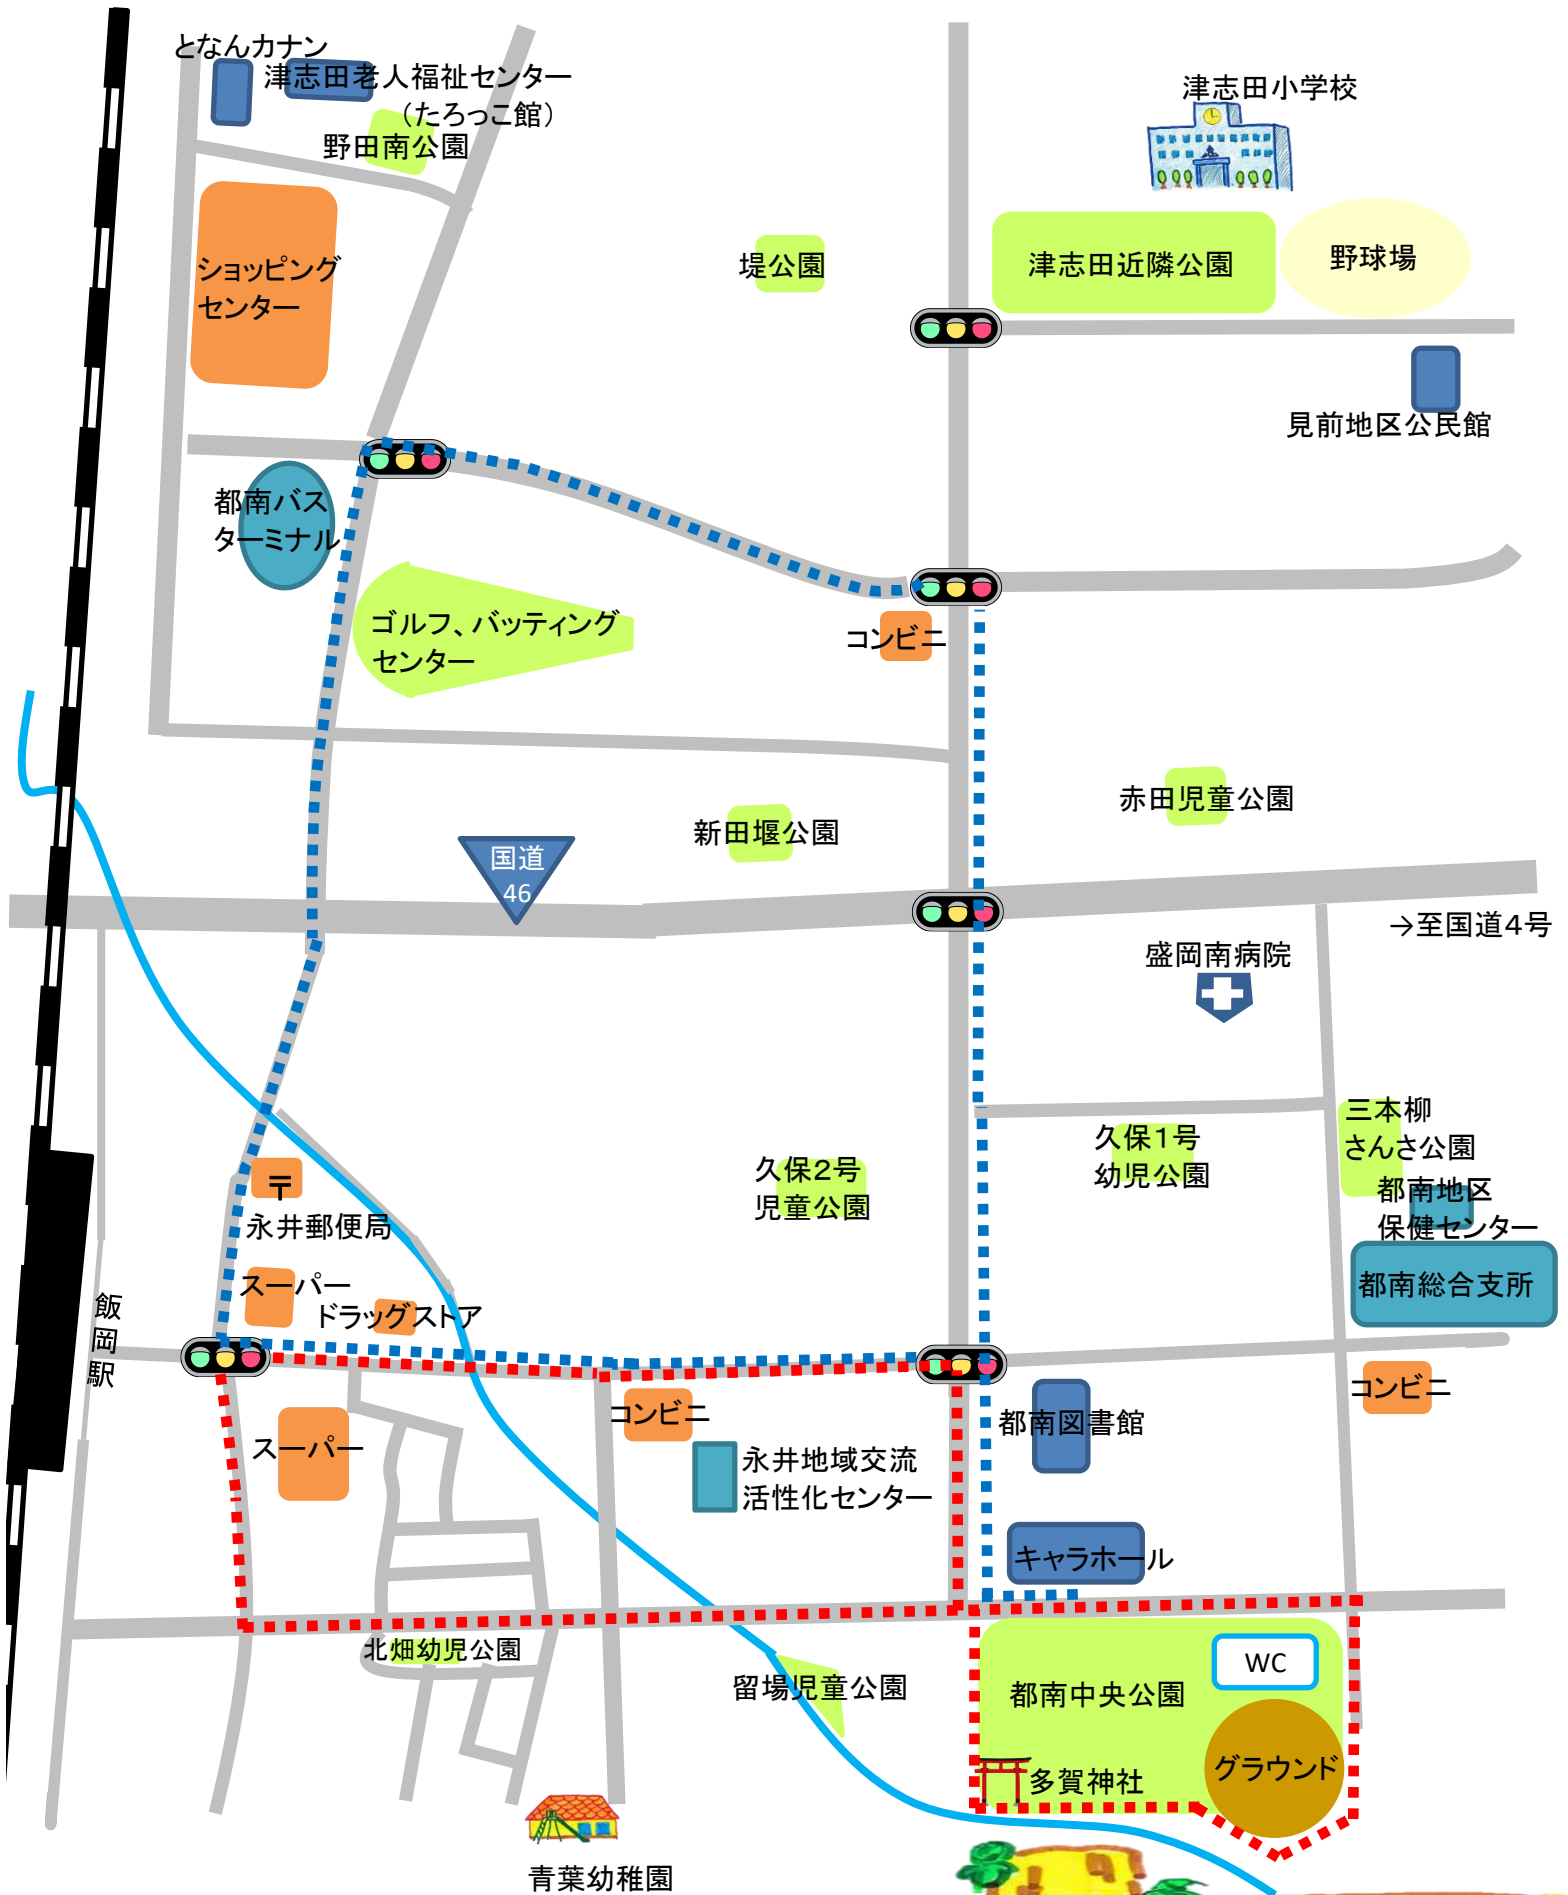 となんカナン
津志田老人福祉センター
（たろっこ館）
野田南公園
津志田小学校
ショッピング
センター
堤公園
津志田近隣公園
野球場
見前地区公民館
都南バス
ターミナル
ゴルフ、バッティング
センター
コンビニ
新田堰公園
赤田児童公園
国道
46
→至国道4号
盛岡南病院
三本柳
さんさ公園
久保1号
幼児公園
久保2号
児童公園
都南地区
保健センター
〒
永井郵便局
都南総合支所
スーパー
ドラッグストア
飯
岡
駅
コンビニ
コンビニ
都南図書館
スーパー
永井地域交流
活性化センター
キャラホール
北畑幼児公園
留場児童公園
WC
都南中央公園
グラウンド
多賀神社
青葉幼稚園